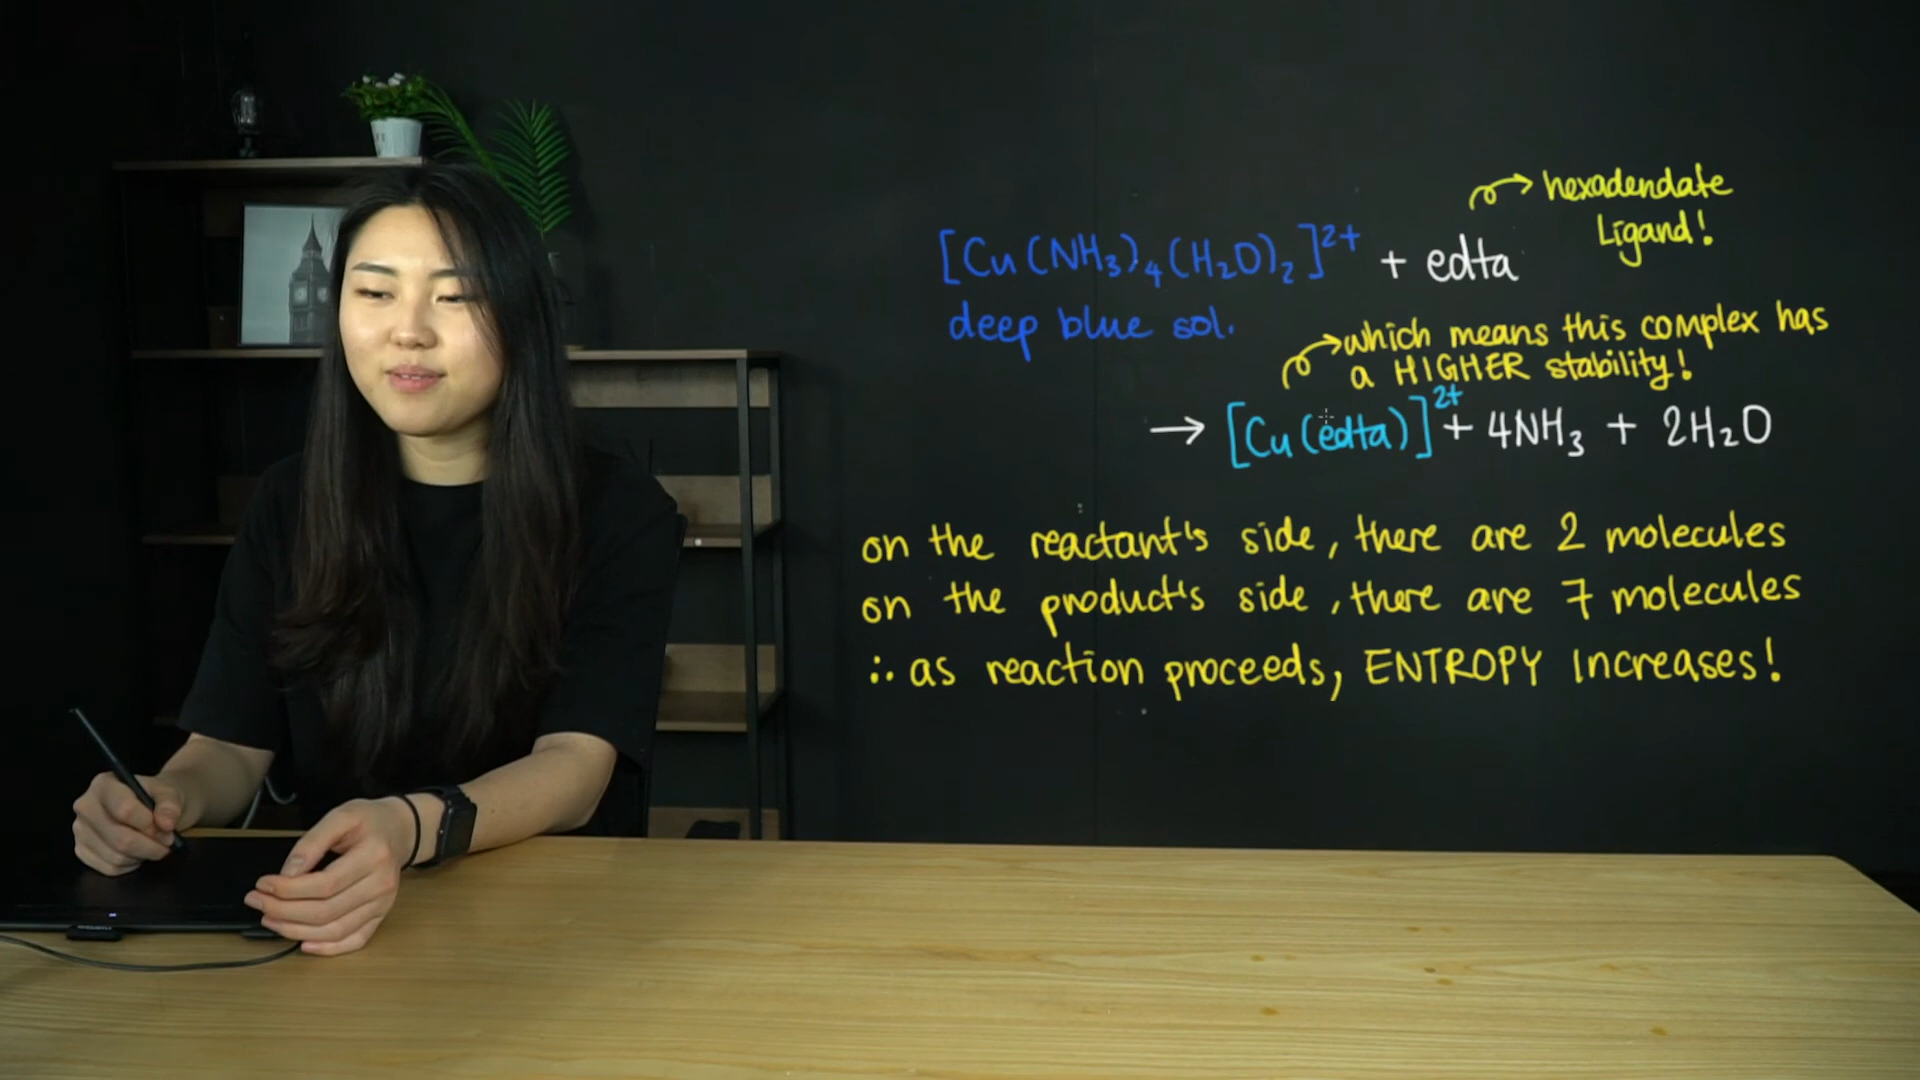 hexadendate
Ligand!
[Cu(NH₃)₄(H₂O)₂]²⁺ + edta
deep blue sol.
which means this complex has
a HIGHER stability!
→ [Cu(edta)]²⁺ + 4NH₃ + 2H₂O
on the reactant's side, there are 2 molecules
on the product's side, there are 7 molecules
∴ as reaction proceeds, ENTROPY increases!